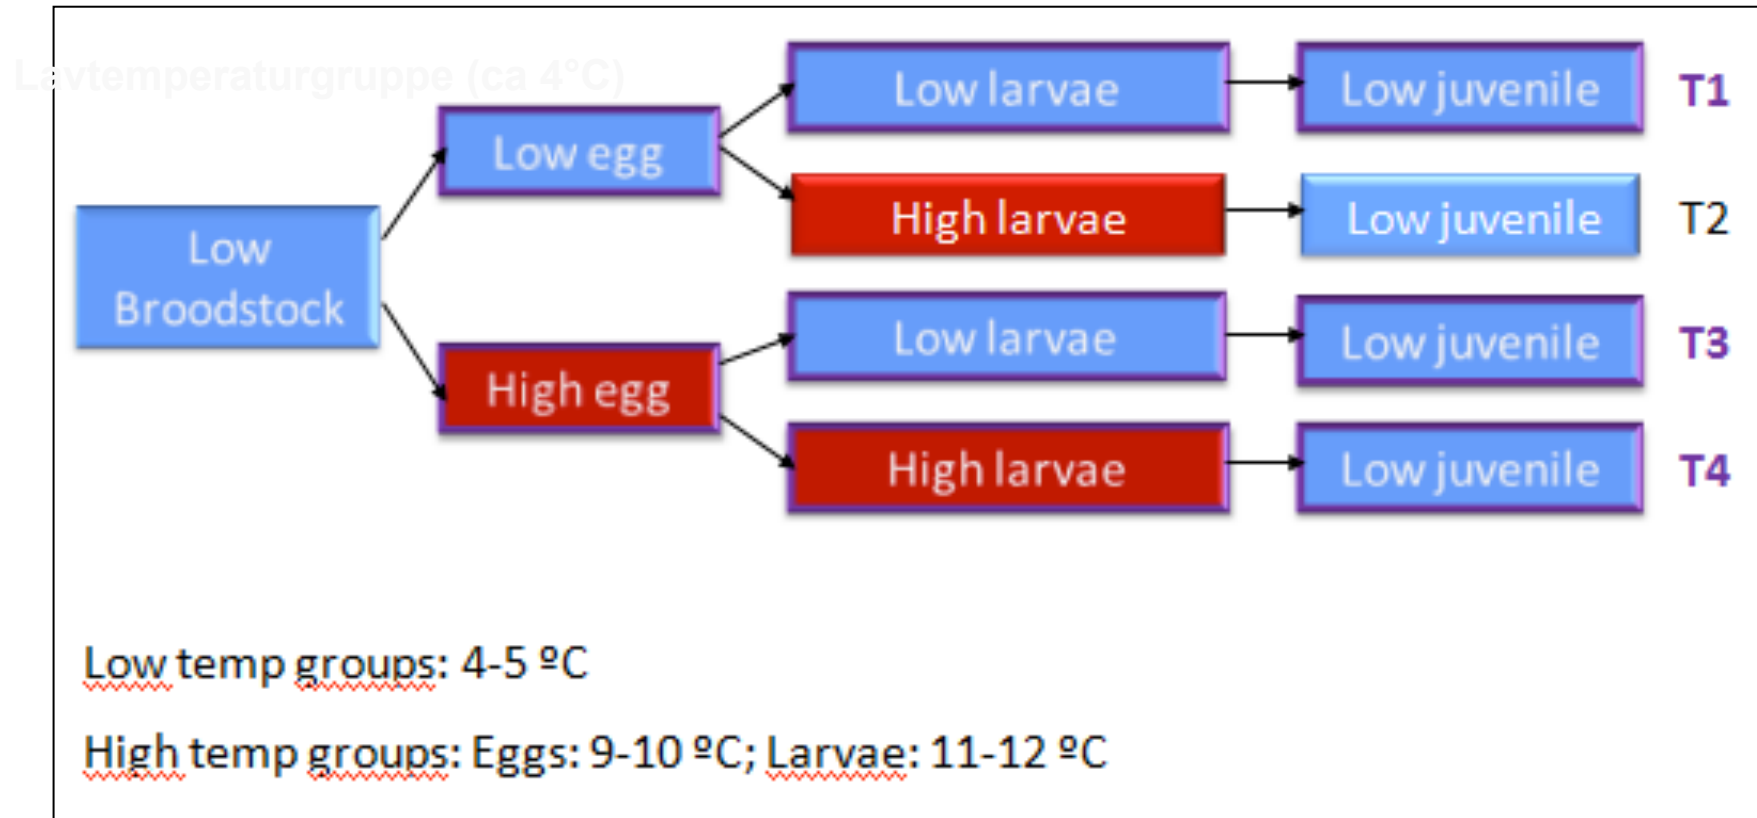 Lavtemperaturgruppe (ca 4°C)
Low larvae
Low juvenile
T1
Low egg
High larvae
Low juvenile
T2
Low
Broodstock
Low larvae
Low juvenile
T3
High egg
High larvae
Low juvenile
T4
Low temp groups: 4-5 ºC
High temp groups: Eggs: 9-10 ºC; Larvae: 11-12 ºC